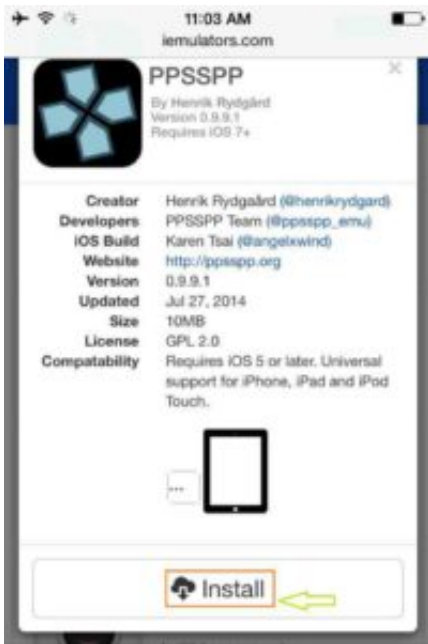 11:03 AM
iemulators.com
PPSSPP
×
By Henrik Rydgård
Version 0.9.9.1
Requires iOS 7+
Creator Henrik Rydgaård (@henrikrydgard)
Developers PPSSPP Team (@ppsspp_emu)
iOS Build Karen Tsai (@angelxwind)
Website http://ppsspp.org
Version 0.9.9.1
Updated Jul 27, 2014
Size 10MB
License GPL 2.0
Compatability Requires iOS 5 or later. Universal
support for iPhone, iPad and iPod
Touch.
...
Install